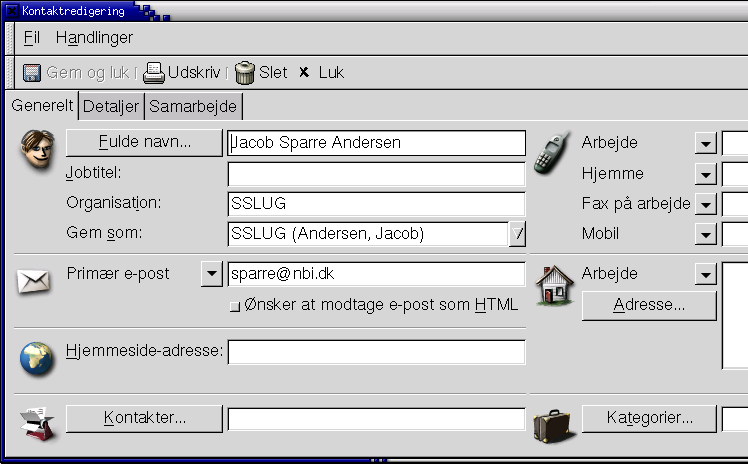 Kontaktredigering
Fil Handlinger
Gem og luk Udskriv Slet Luk
Generelt Detaljer Samarbejde
Fulde navn... Jacob Sparre Andersen Arbejde
Jobtitel: Hjemme
Organisation: SSLUG Fax på arbejde
Gem som: SSLUG (Andersen, Jacob) Mobil
Primær e-post sparre@nbi.dk Arbejde
Ønsker at modtage e-post som HTML Adresse...
Hjemmeside-adresse:
Kontakter... Kategorier...